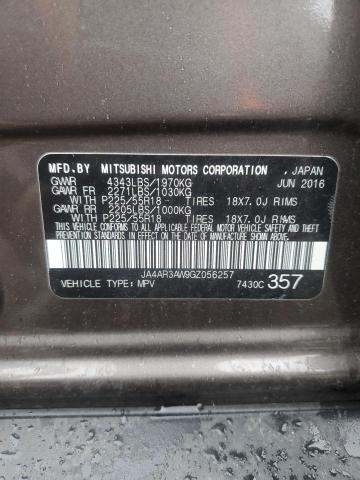 MFD.BY MITSUBISHI MOTORS CORPORATION , JAPAN
GVWR 4343LBS/1970KG JUN 2016
GAWR FR 2271LBS/1030KG
WITH P225/55R18 TIRES 18X7.0J RIMS
GAWR RR 2205LBS/1000KG
WITH P225/55R18 TIRES 18X7.0J RIMS
THIS VEHICLE CONFORMS TO ALL APPLICABLE
FEDERAL MOTOR VEHICLE SAFETY AND THEFT
PREVENTION STANDARDS IN EFFECT ON THE DATE
OF MANUFACTURE SHOWN ABOVE.
JA4AR3AW9GZ056257
VEHICLE TYPE: MPV 7430C 357